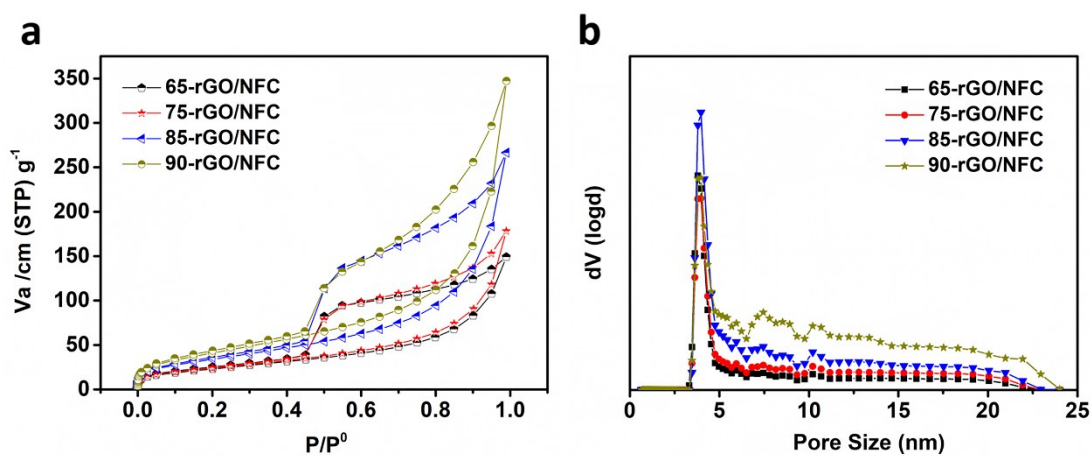 a
350
300
250
200
150
100
50
0
Va /cm (STP) g⁻¹
65-rGO/NFC
75-rGO/NFC
85-rGO/NFC
90-rGO/NFC
0.0 0.2 0.4 0.6 0.8 1.0
P/P⁰
b
dV (logd)
65-rGO/NFC
75-rGO/NFC
85-rGO/NFC
90-rGO/NFC
0 5 10 15 20 25
Pore Size (nm)